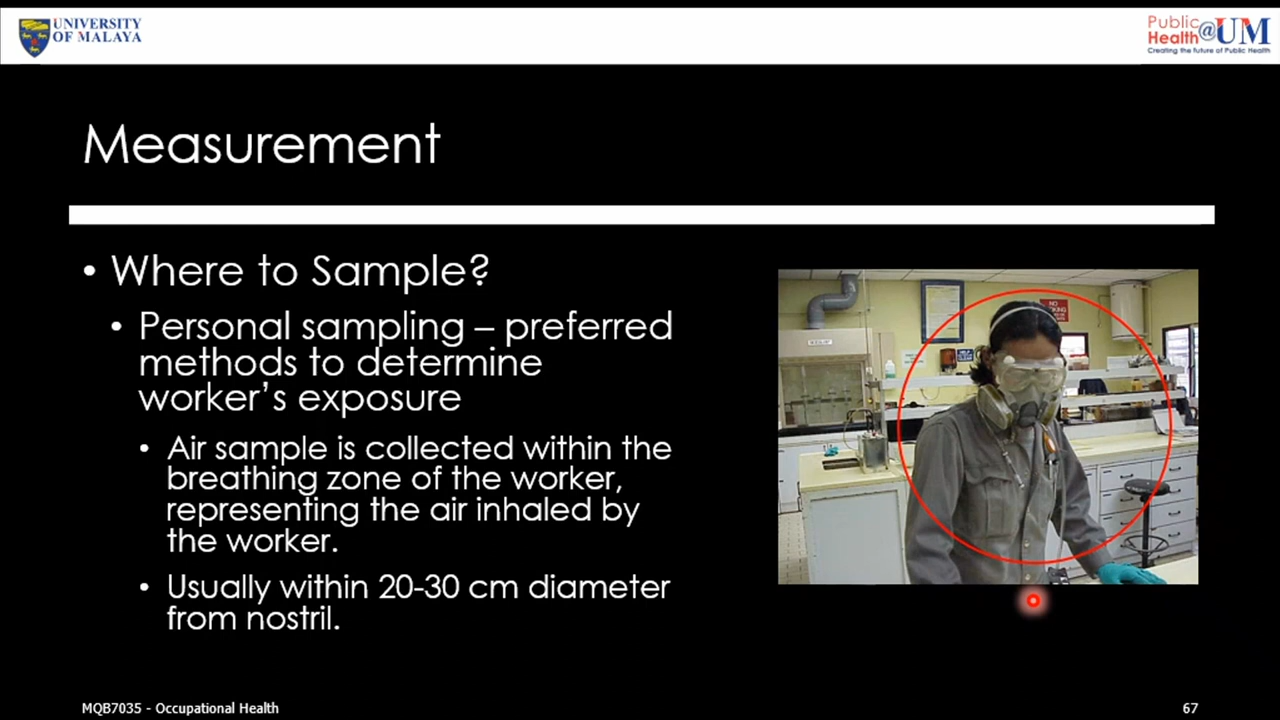 UNIVERSITY
OF MALAYA
Public
Health@UM
Creating the future of Public Health
Measurement
• Where to Sample?
• Personal sampling – preferred
methods to determine
worker’s exposure
• Air sample is collected within the
breathing zone of the worker,
representing the air inhaled by
the worker.
• Usually within 20-30 cm diameter
from nostril.
NO
MQB7035 - Occupational Health
67